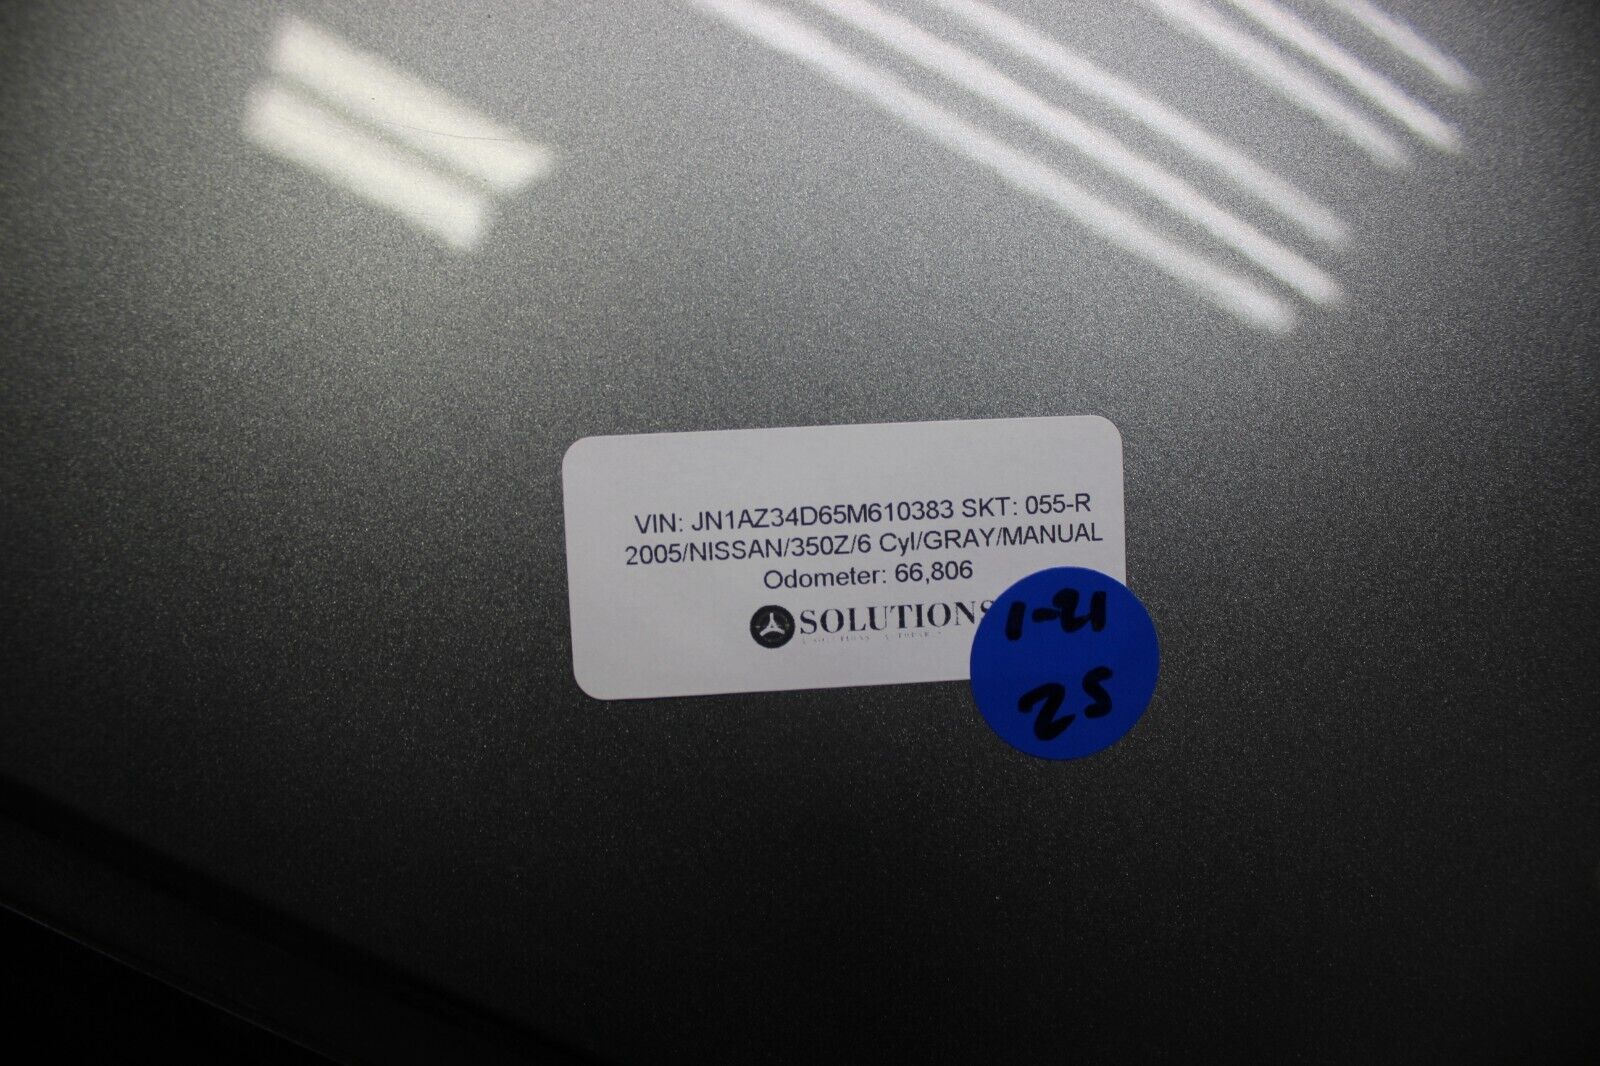 VIN: JN1AZ34D65M610383 SKT: 055-R
2005/NISSAN/350Z/6 Cyl/GRAY/MANUAL
Odometer: 66,806
SOLUTIONS
1-21
25